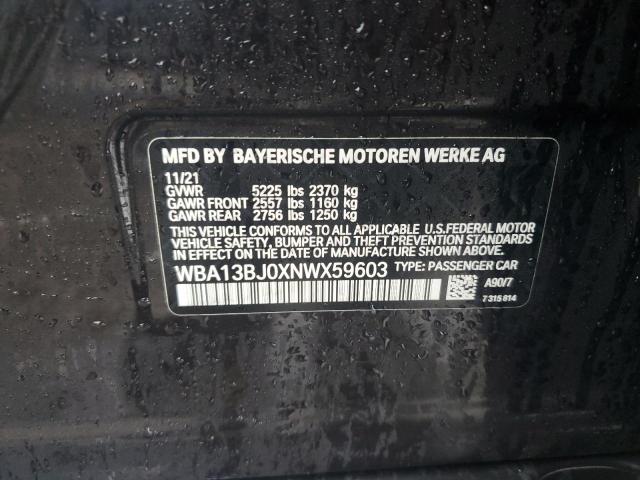 MFD BY BAYERISCHE MOTOREN WERKE AG
11/21
GVWR 5225 lbs 2370 kg
GAWR FRONT 2557 lbs 1160 kg
GAWR REAR 2756 lbs 1250 kg
THIS VEHICLE CONFORMS TO ALL APPLICABLE U.S.FEDERAL MOTOR
VEHICLE SAFETY, BUMPER AND THEFT PREVENTION STANDARDS
IN EFFECT ON THE DATE OF MANUFACTURE SHOWN ABOVE.
WBA13BJ0XNWX59603 TYPE: PASSENGER CAR
A90/7
7 315 814